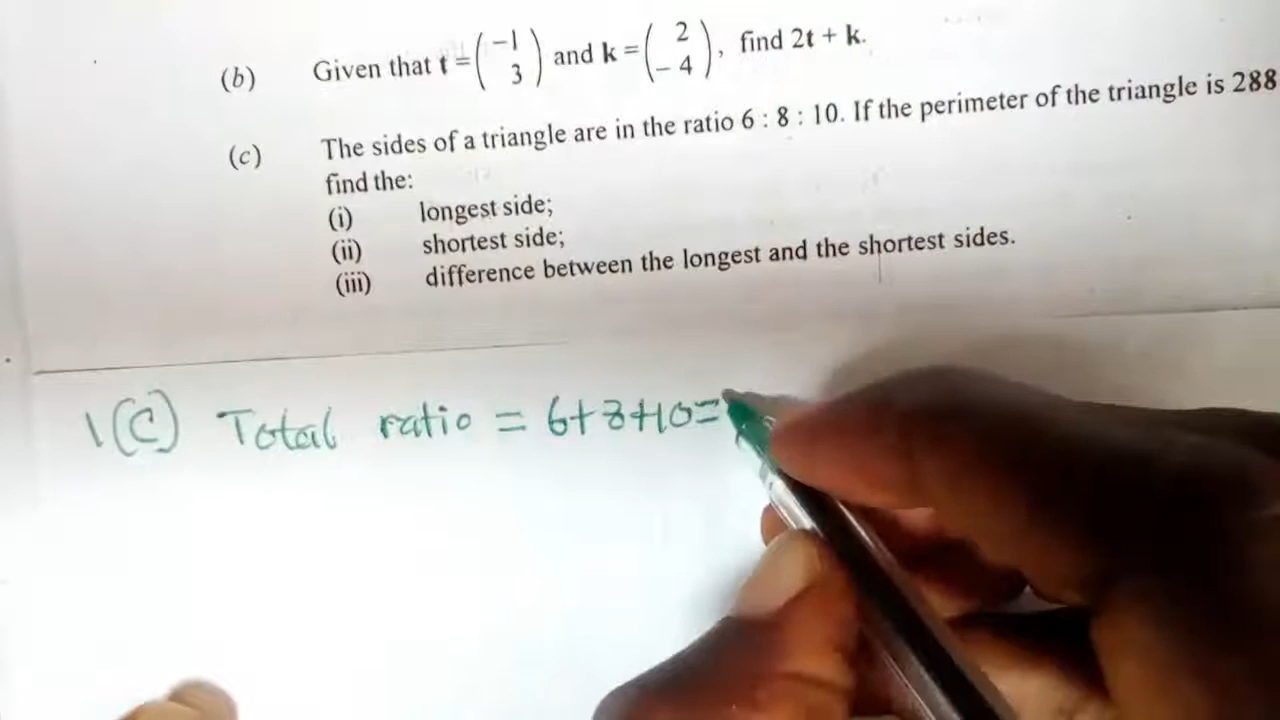 (b) Given that t = (-1 3) and k = (2 -4), find 2t + k.
(c) The sides of a triangle are in the ratio 6 : 8 : 10. If the perimeter of the triangle is 288
find the:
(i) longest side;
(ii) shortest side;
(iii) difference between the longest and the shortest sides.
1(C) Total ratio = 6+8+10=